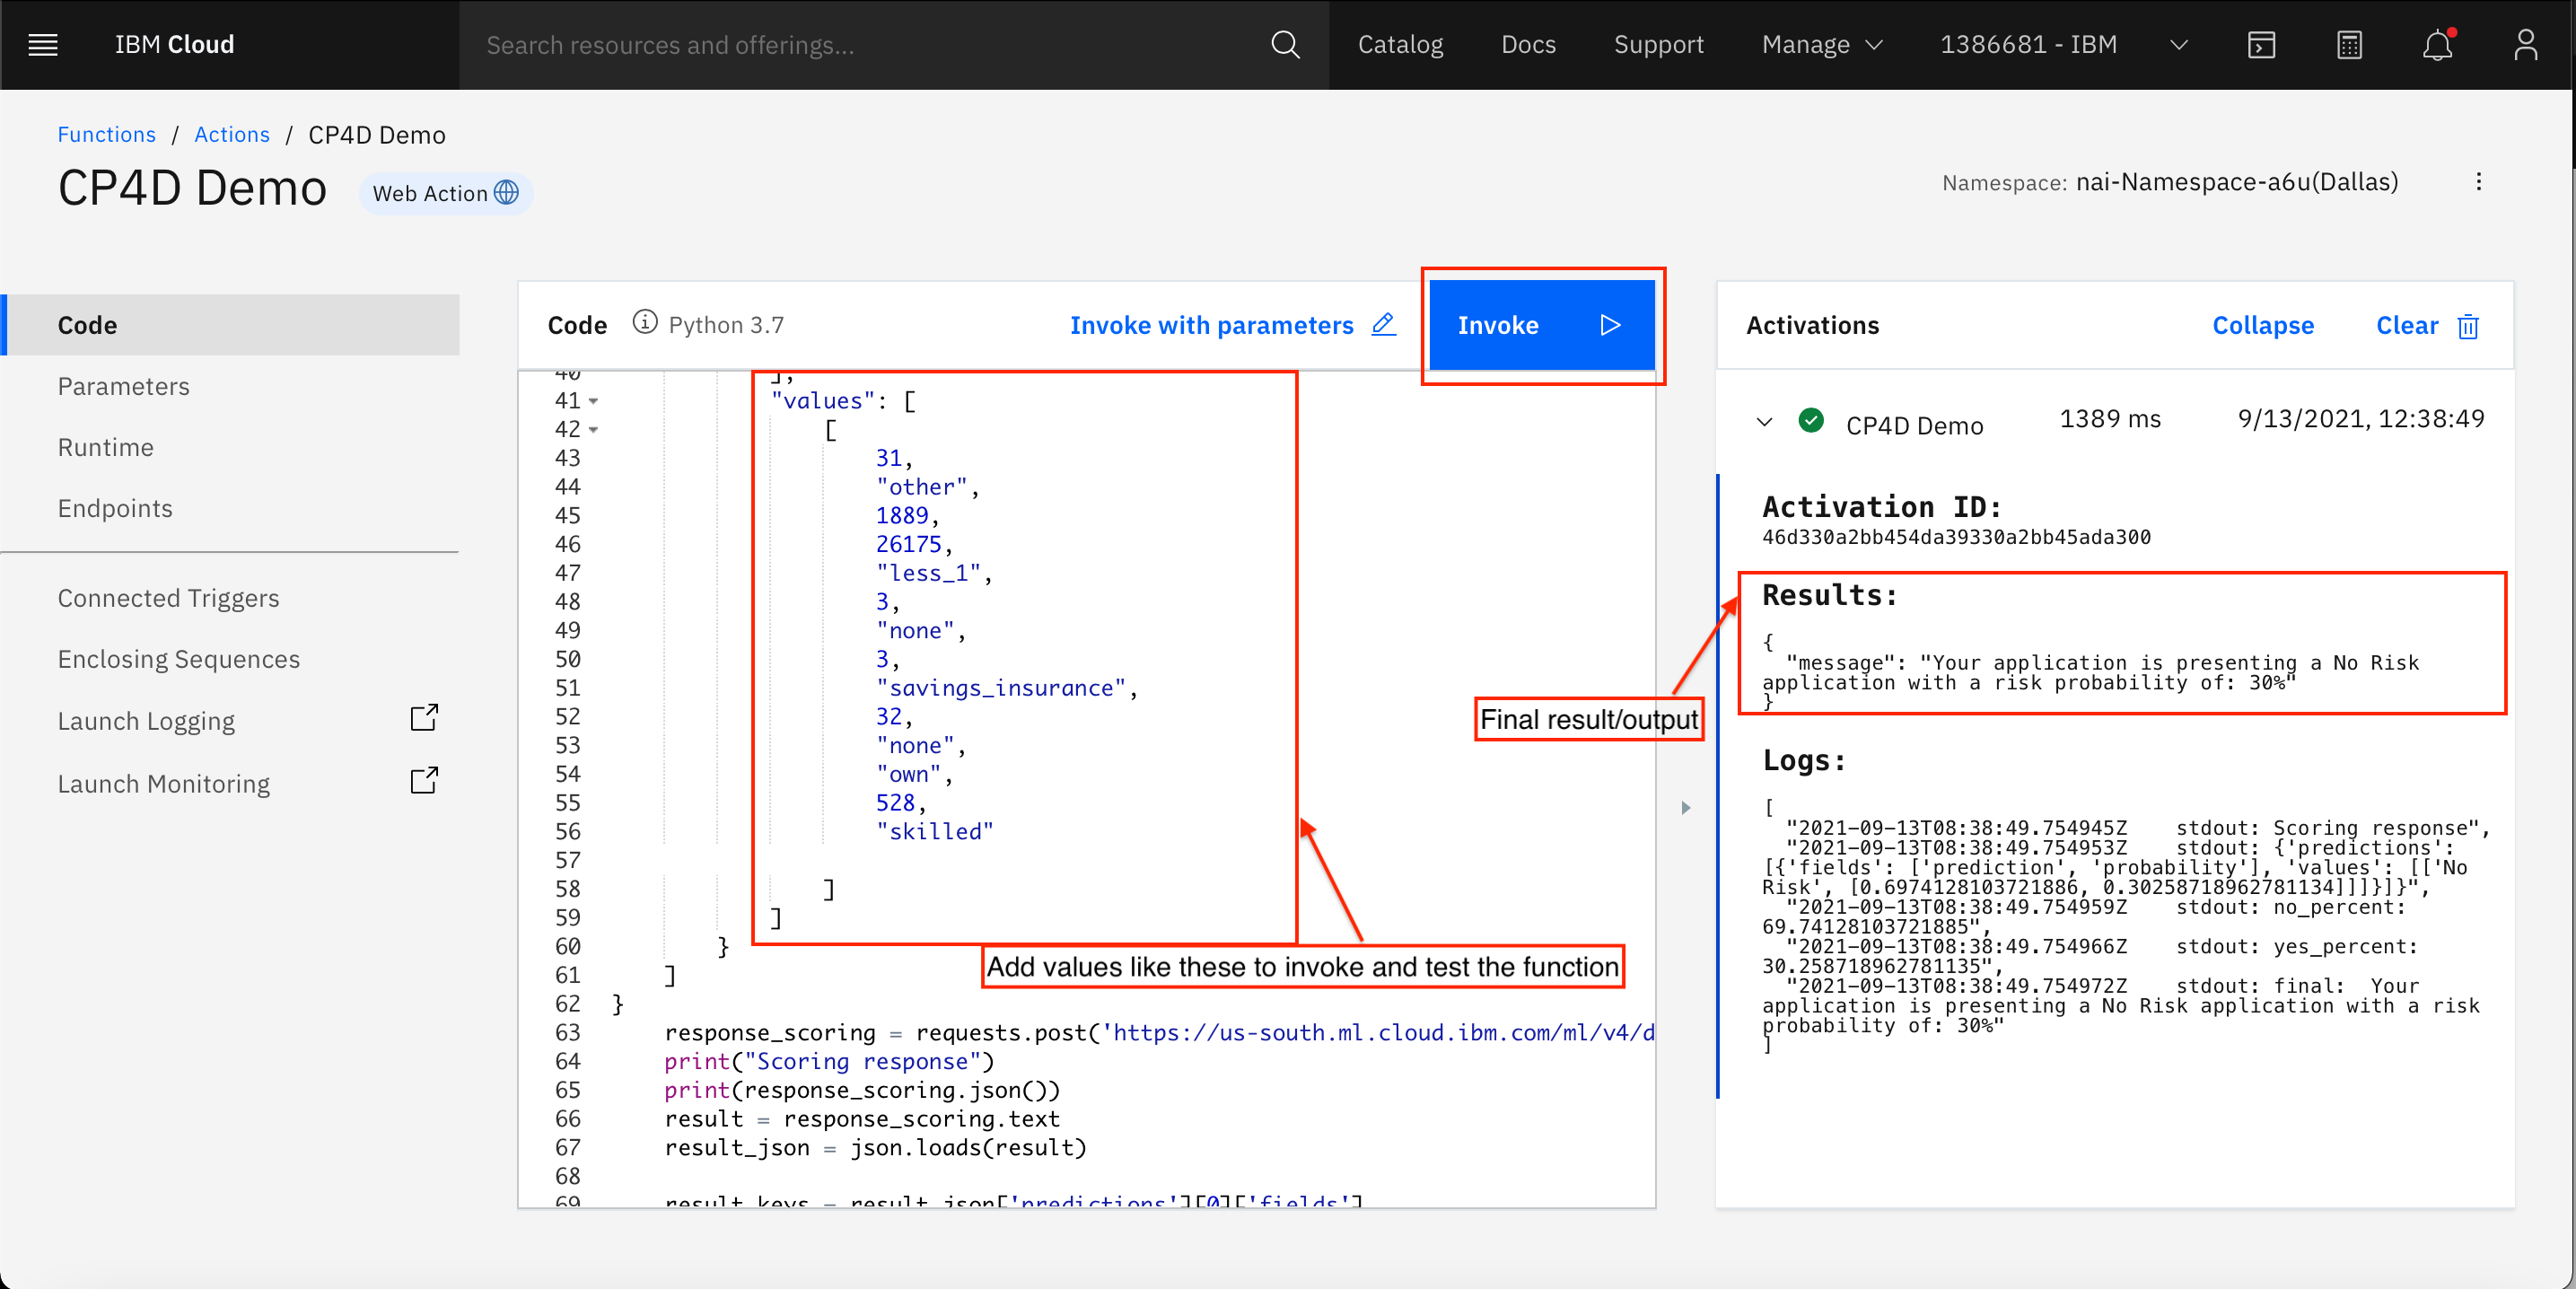 IBM Cloud
Search resources and offerings...
Catalog
Docs
Support
Manage
1386681 - IBM
Functions / Actions / CP4D Demo
CP4D Demo
Web Action
Namespace: nai-Namespace-a6u(Dallas)
Code
Parameters
Runtime
Endpoints
Connected Triggers
Enclosing Sequences
Launch Logging
Launch Monitoring
Code
Python 3.7
Invoke with parameters
Invoke
40 ],
41 "values": [
42 [
43 31,
44 "other",
45 1889,
46 26175,
47 "less_1",
48 3,
49 "none",
50 3,
51 "savings_insurance",
52 32,
53 "none",
54 "own",
55 528,
56 "skilled"
57
58 ]
59 ]
60 }
61 ]
62 }
63 response_scoring = requests.post('https://us-south.ml.cloud.ibm.com/ml/v4/d
64 print("Scoring response")
65 print(response_scoring.json())
66 result = response_scoring.text
67 result_json = json.loads(result)
68
69 result_keys = result_json['predictions'][0]['fields']
Add values like these to invoke and test the function
Final result/output
Activations
Collapse
Clear
CP4D Demo
1389 ms
9/13/2021, 12:38:49
Activation ID:
46d330a2bb454da39330a2bb45ada300
Results:
{
"message": "Your application is presenting a No Risk
application with a risk probability of: 30%"
}
Logs:
[
"2021-09-13T08:38:49.754945Z stdout: Scoring response",
"2021-09-13T08:38:49.754953Z stdout: {'predictions':
[{'fields': ['prediction', 'probability'], 'values': [['No
Risk', [0.6974128103721886, 0.30258718962781134]]]}]}",
"2021-09-13T08:38:49.754959Z stdout: no_percent:
69.74128103721885",
"2021-09-13T08:38:49.754966Z stdout: yes_percent:
30.258718962781135",
"2021-09-13T08:38:49.754972Z stdout: final: Your
application is presenting a No Risk application with a risk
probability of: 30%"
]